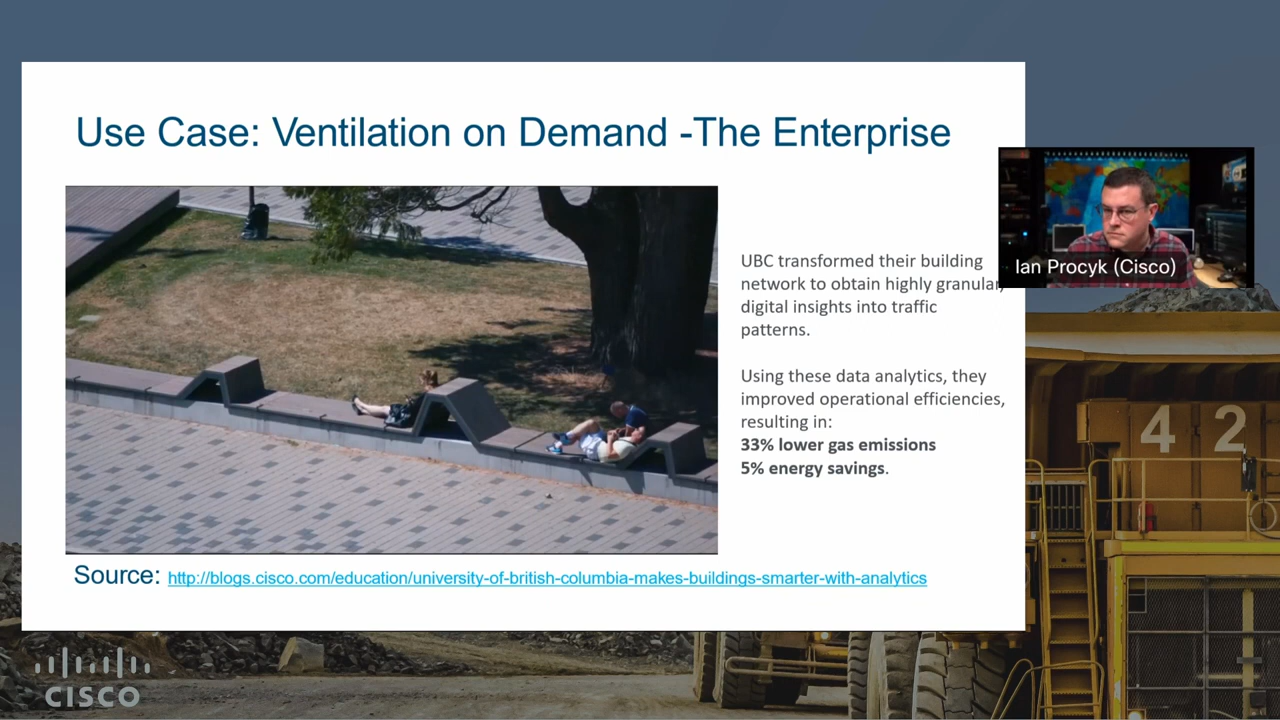 Use Case: Ventilation on Demand -The Enterprise
UBC transformed their building
network to obtain highly granular,
digital insights into traffic
patterns.
Using these data analytics, they
improved operational efficiencies,
resulting in:
33% lower gas emissions
5% energy savings.
Ian Procyk (Cisco)
Source: http://blogs.cisco.com/education/university-of-british-columbia-makes-buildings-smarter-with-analytics
42
CISCO